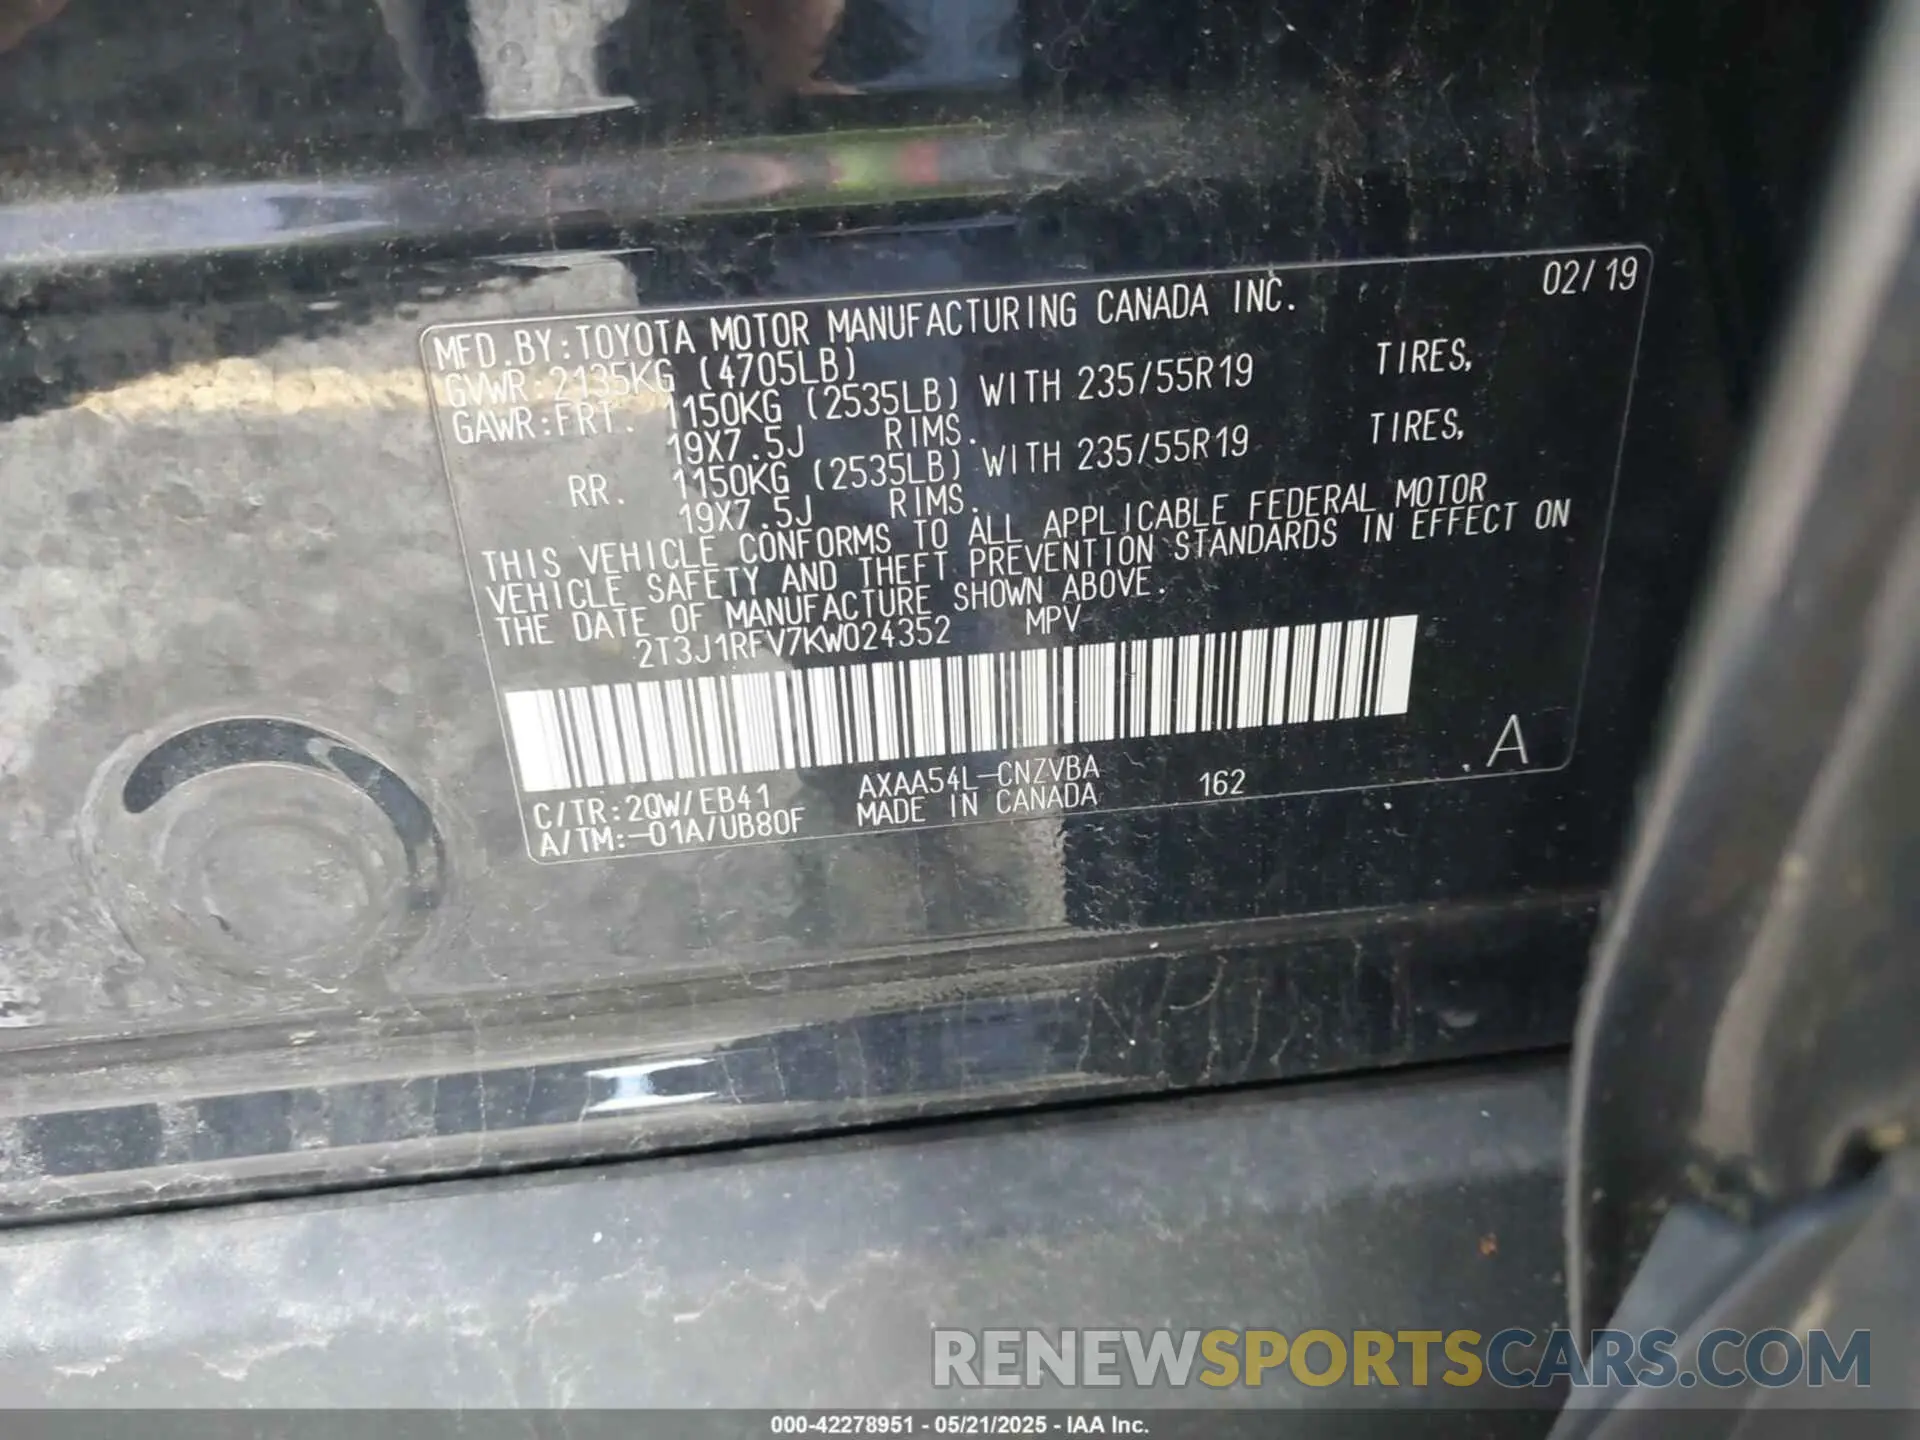 02/19
MFD.BY:TOYOTA MOTOR MANUFACTURING CANADA INC.
GVWR:2135KG (4705LB)
GAWR:FRT. 1150KG (2535LB) WITH 235/55R19 TIRES,
19X7.5J RIMS.
RR. 1150KG (2535LB) WITH 235/55R19 TIRES,
19X7.5J RIMS.
THIS VEHICLE CONFORMS TO ALL APPLICABLE FEDERAL MOTOR
VEHICLE SAFETY AND THEFT PREVENTION STANDARDS IN EFFECT ON
THE DATE OF MANUFACTURE SHOWN ABOVE.
2T3J1RFV7KW024352 MPV
C/TR:2QW/EB41 AXAA54L-CNZVBA 162 .A
A/TM:-01A/UB80F MADE IN CANADA
RENEWSPORTSCARS.COM
000-42278951 - 05/21/2025 - IAA Inc.